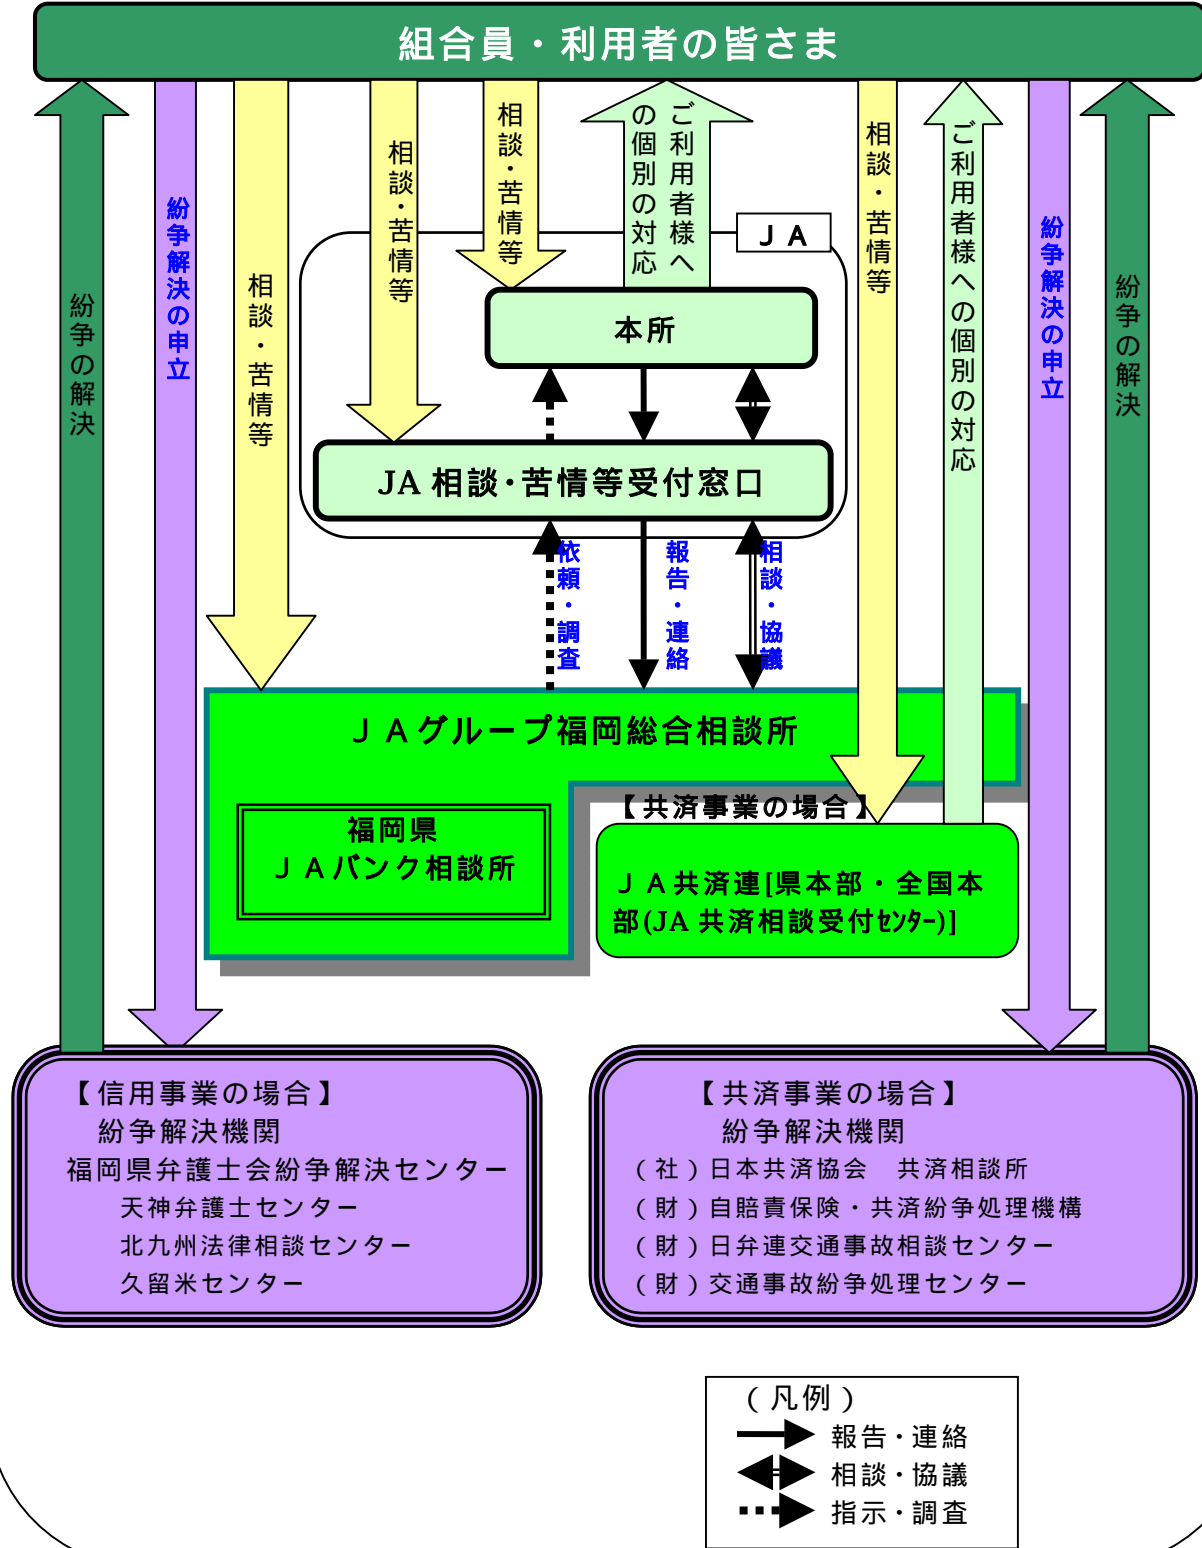 組合員・利用者の皆さま
紛争の解決
紛争解決の申立
相談・苦情等
相談・苦情等
相談・苦情等
ご利用者様へ
の個別の対応
ＪＡ
相談・苦情等
ご利用者様への個別の対応
紛争解決の申立
紛争の解決
本所
JA 相談・苦情等受付窓口
依頼・調査
報告・連絡
相談・協議
ＪＡグループ福岡総合相談所
福岡県
ＪＡバンク相談所
【共済事業の場合】
ＪＡ共済連[県本部・全国本
部(JA 共済相談受付ｾﾝﾀｰ)]
【信用事業の場合】
紛争解決機関
福岡県弁護士会紛争解決センター
天神弁護士センター
北九州法律相談センター
久留米センター
【共済事業の場合】
紛争解決機関
（社）日本共済協会　共済相談所
（財）自賠責保険・共済紛争処理機構
（財）日弁連交通事故相談センター
（財）交通事故紛争処理センター
（凡例）
報告・連絡
相談・協議
指示・調査